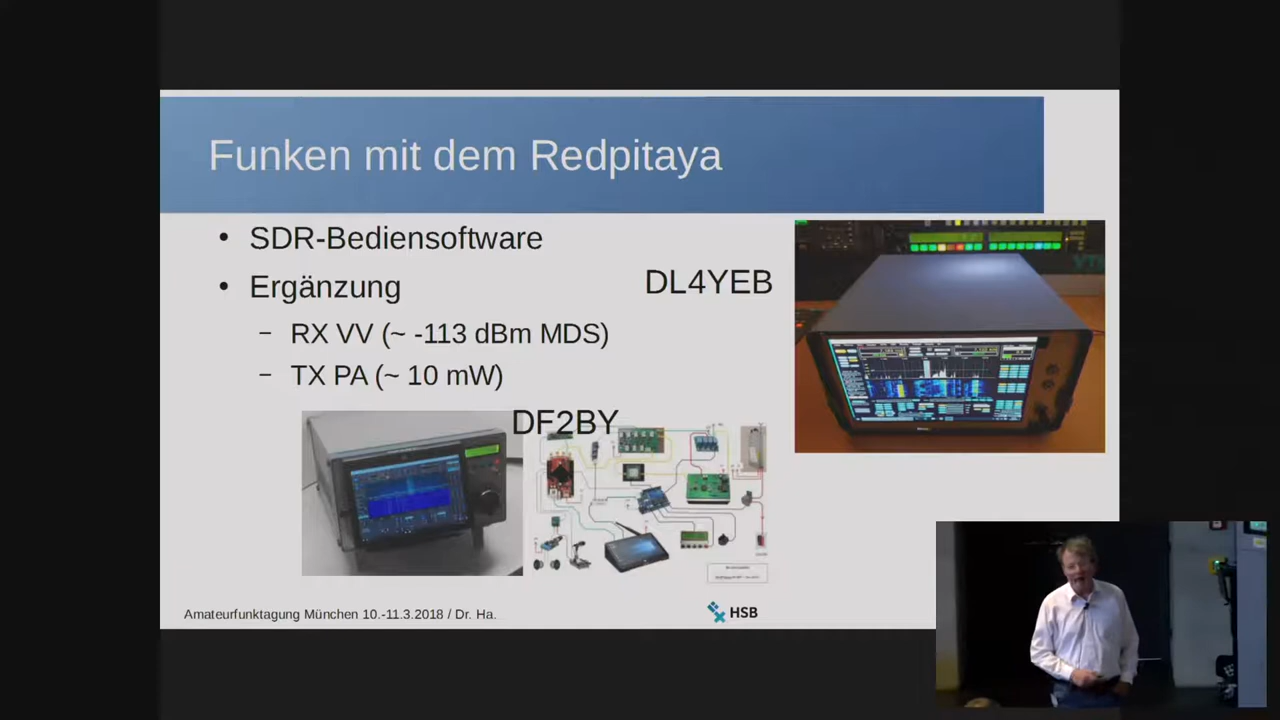 Funken mit dem Redpitaya
• SDR-Bediensoftware
• Ergänzung
– RX VV (~ -113 dBm MDS)
– TX PA (~ 10 mW)
DL4YEB
DF2BY
Amateurfunktagung München 10.-11.3.2018 / Dr. Ha.
HSB